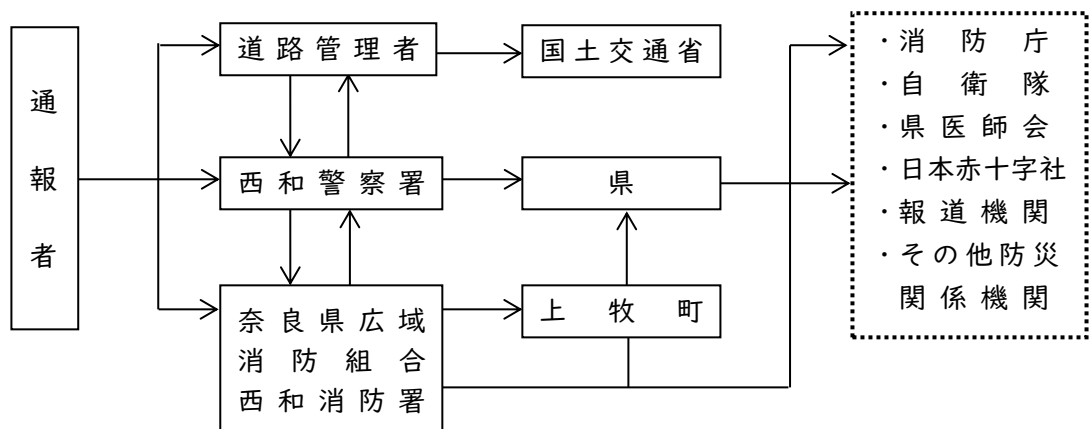 通報者
道路管理者
国土交通省
西和警察署
県
奈良県広域
消防組合
西和消防署
上牧町
・消防庁
・自衛隊
・県医師会
・日本赤十字社
・報道機関
・その他防災
関係機関